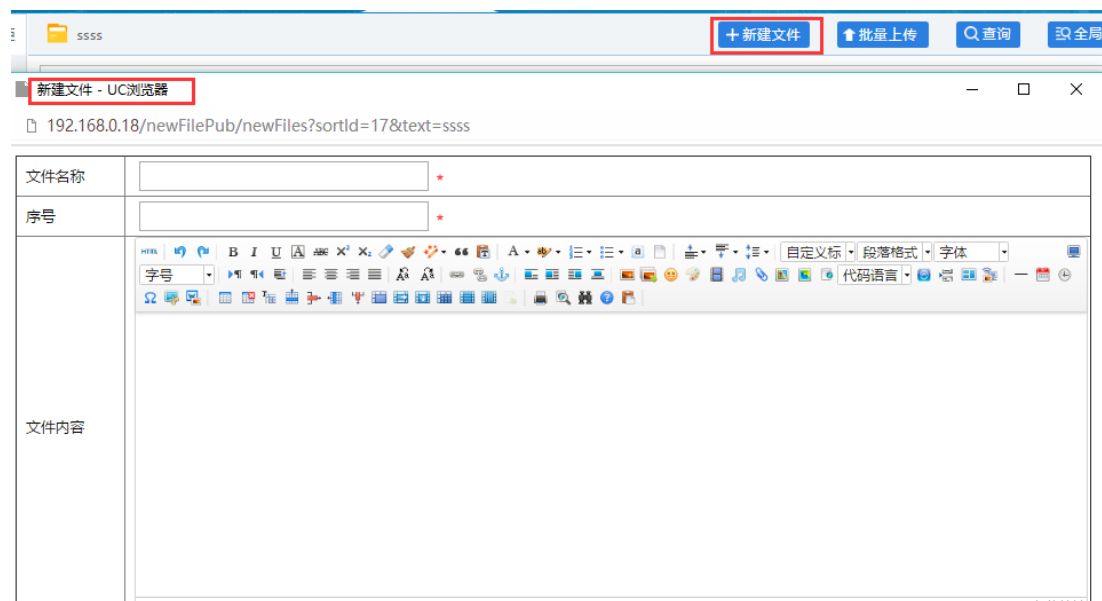 ssss
新建文件
批量上传
查询
全局
新建文件 - UC浏览器
192.168.0.18/newFilePub/newFiles?sortId=17&text=ssss
文件名称 *
序号 *
HTML B I U A ABC X² X₂ A a 自定义标 段落格式 字体
字号 代码语言
Ω
文件内容